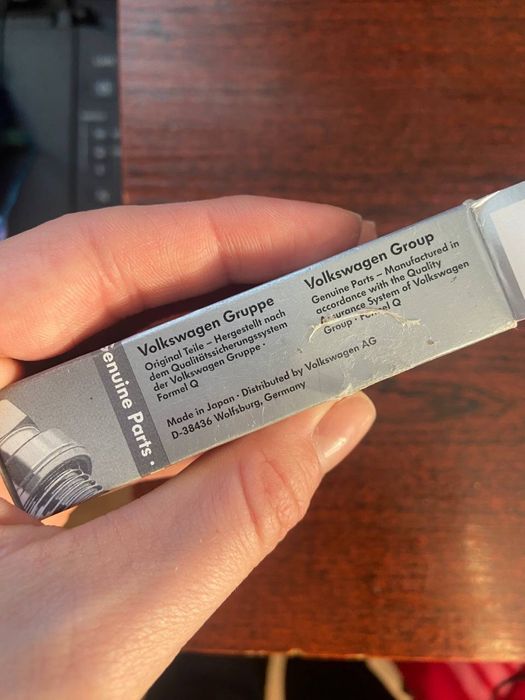 Genuine Parts ·
Volkswagen Gruppe
Original Teile – Hergestellt nach
dem Qualitätssicherungssystem
der Volkswagen Gruppe ·
Formel Q
Volkswagen Group
Genuine Parts – Manufactured in
accordance with the Quality
Assurance System of Volkswagen
Group · Formel Q
Made in Japan · Distributed by Volkswagen AG
D-38436 Wolfsburg, Germany